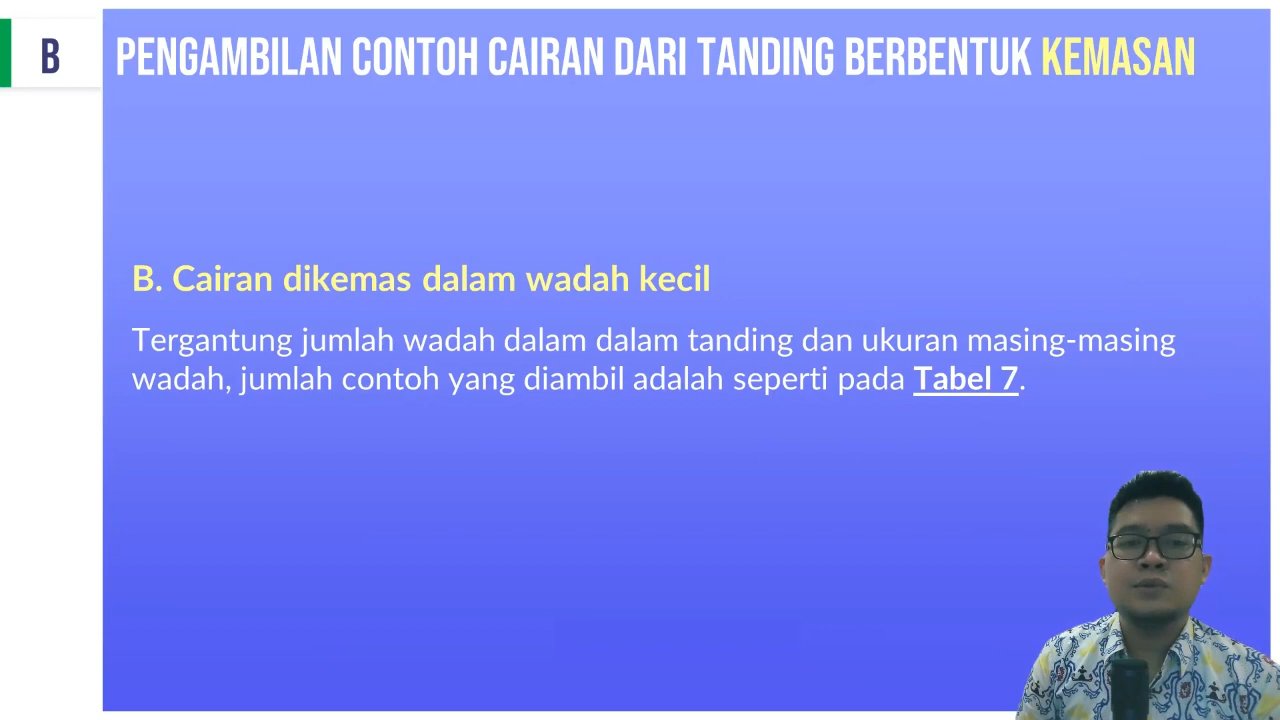 B
PENGAMBILAN CONTOH CAIRAN DARI TANDING BERBENTUK KEMASAN
B. Cairan dikemas dalam wadah kecil
Tergantung jumlah wadah dalam dalam tanding dan ukuran masing-masing
wadah, jumlah contoh yang diambil adalah seperti pada Tabel 7.